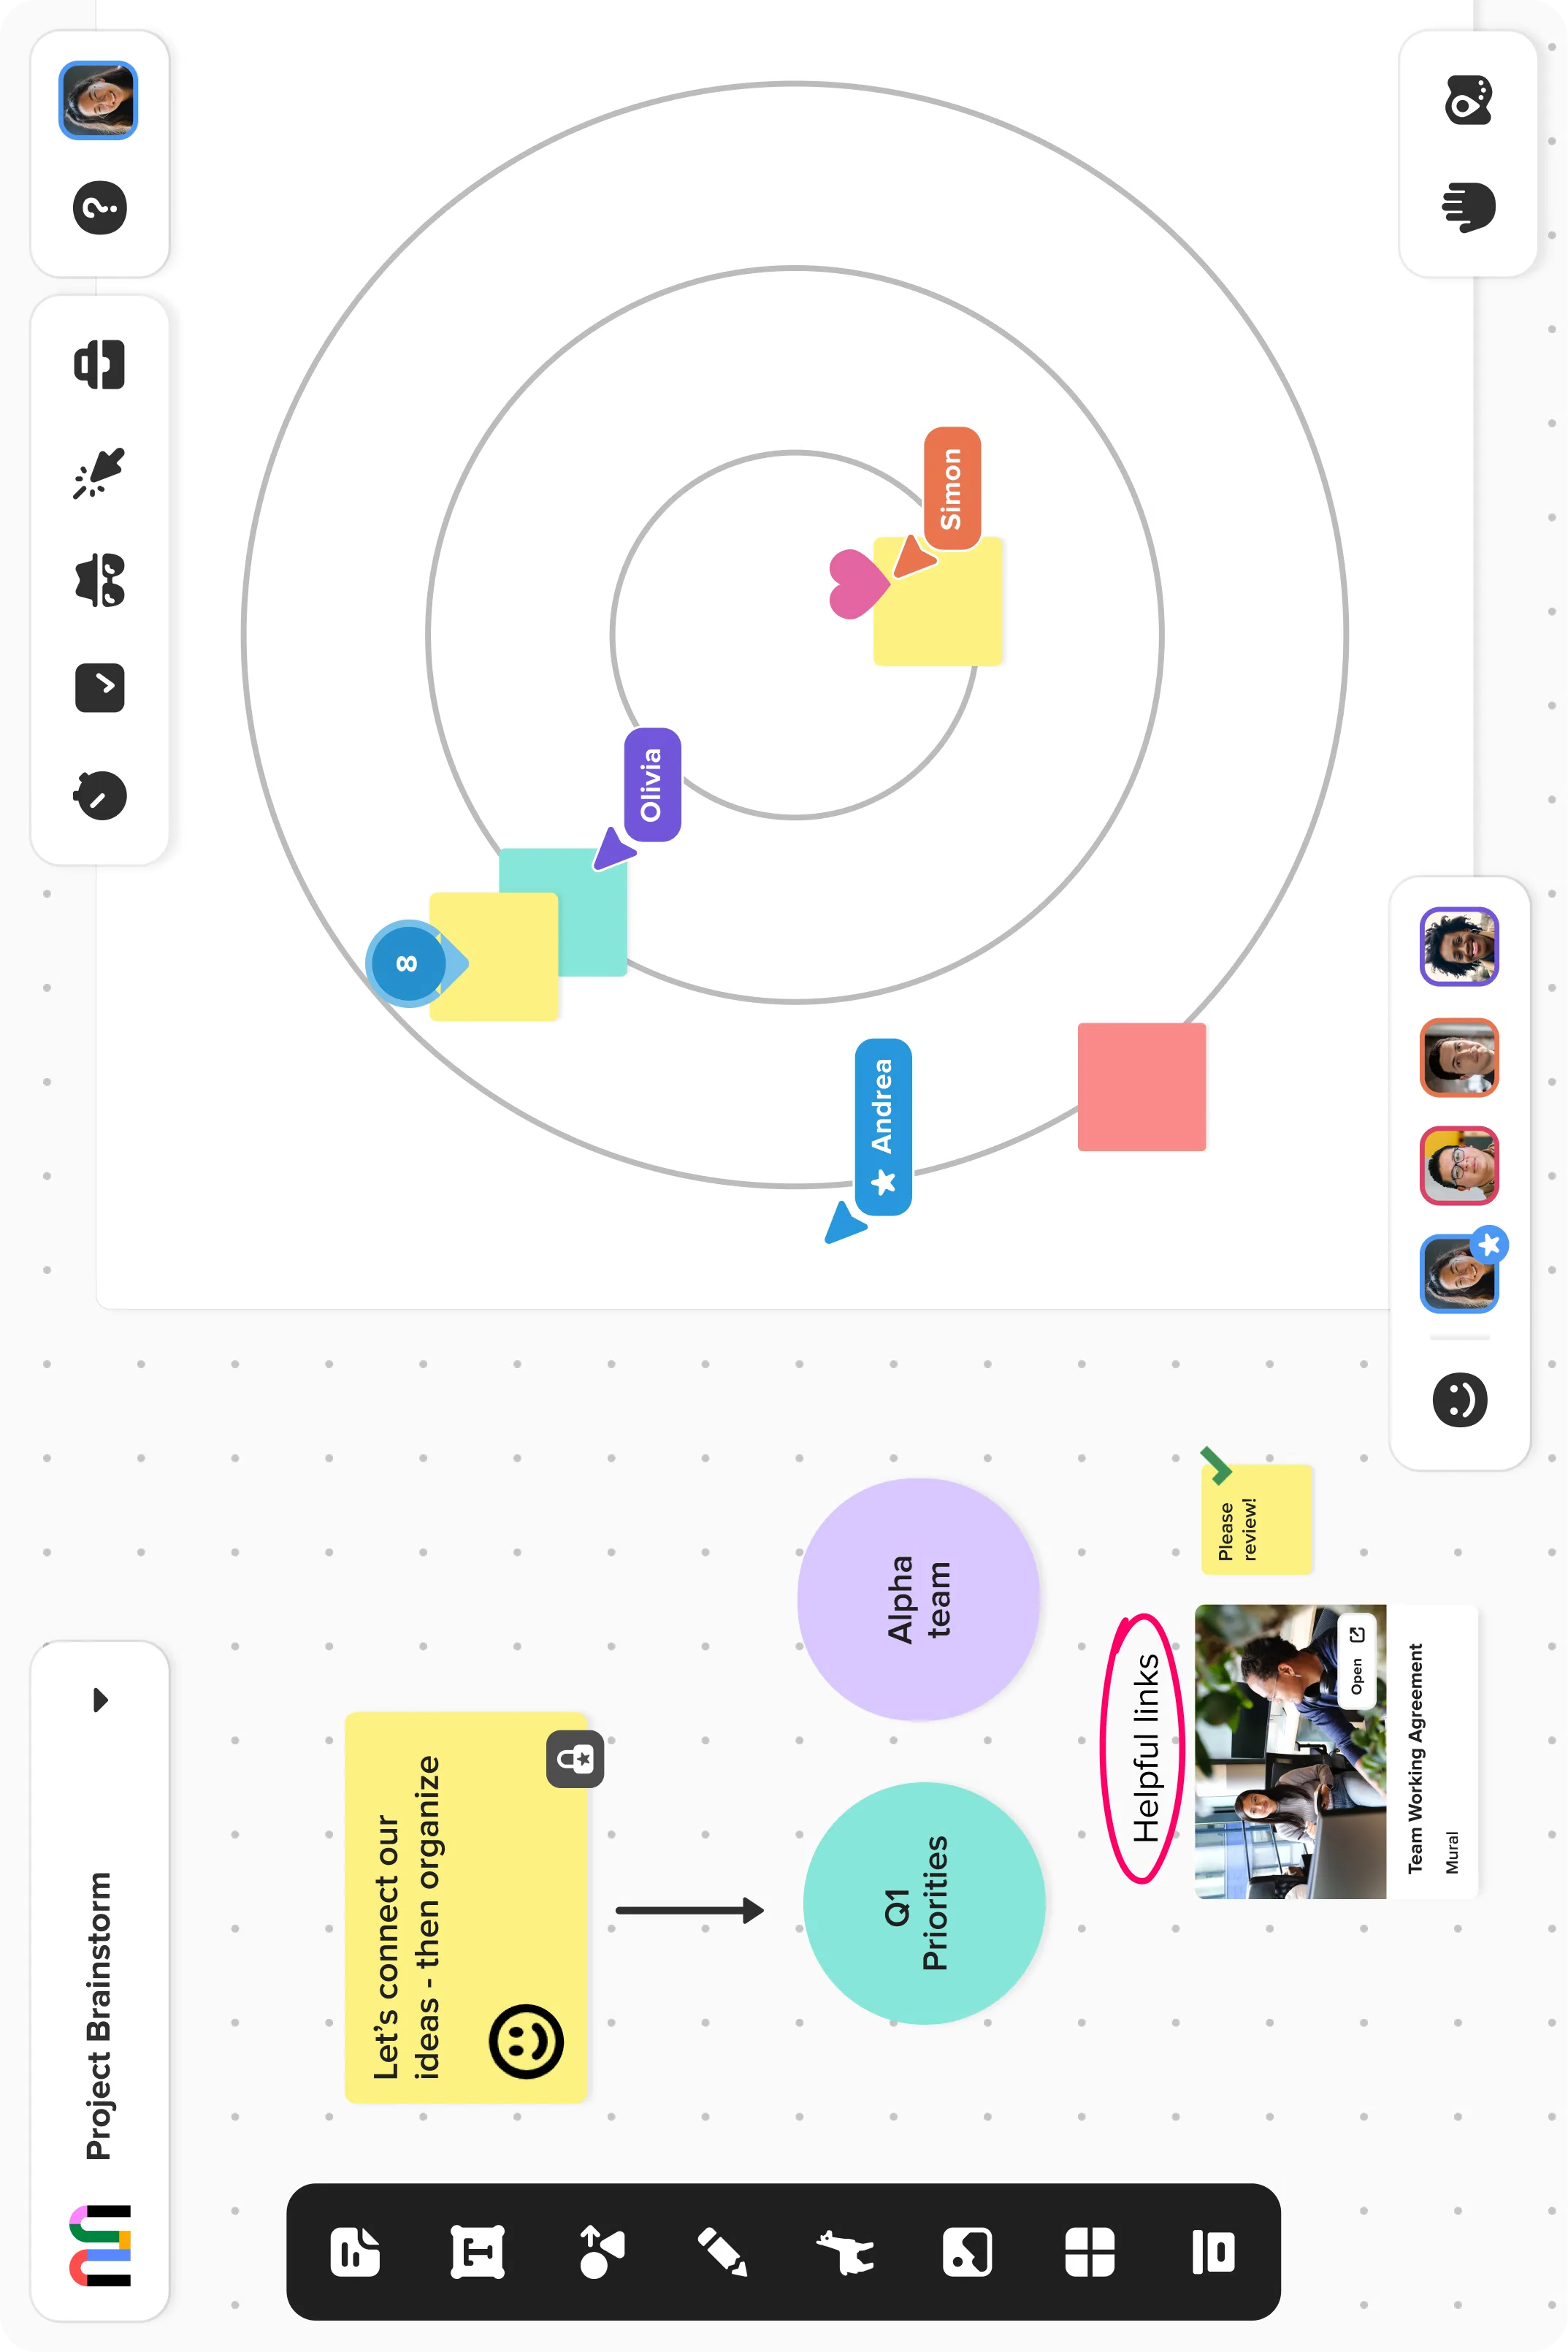 Project Brainstorm
Let's connect our
ideas - then organize
Q1
Priorities
Alpha
team
Helpful links
Please
review!
Open
Team Working Agreement
Mural
8
Olivia
Simon
Andrea